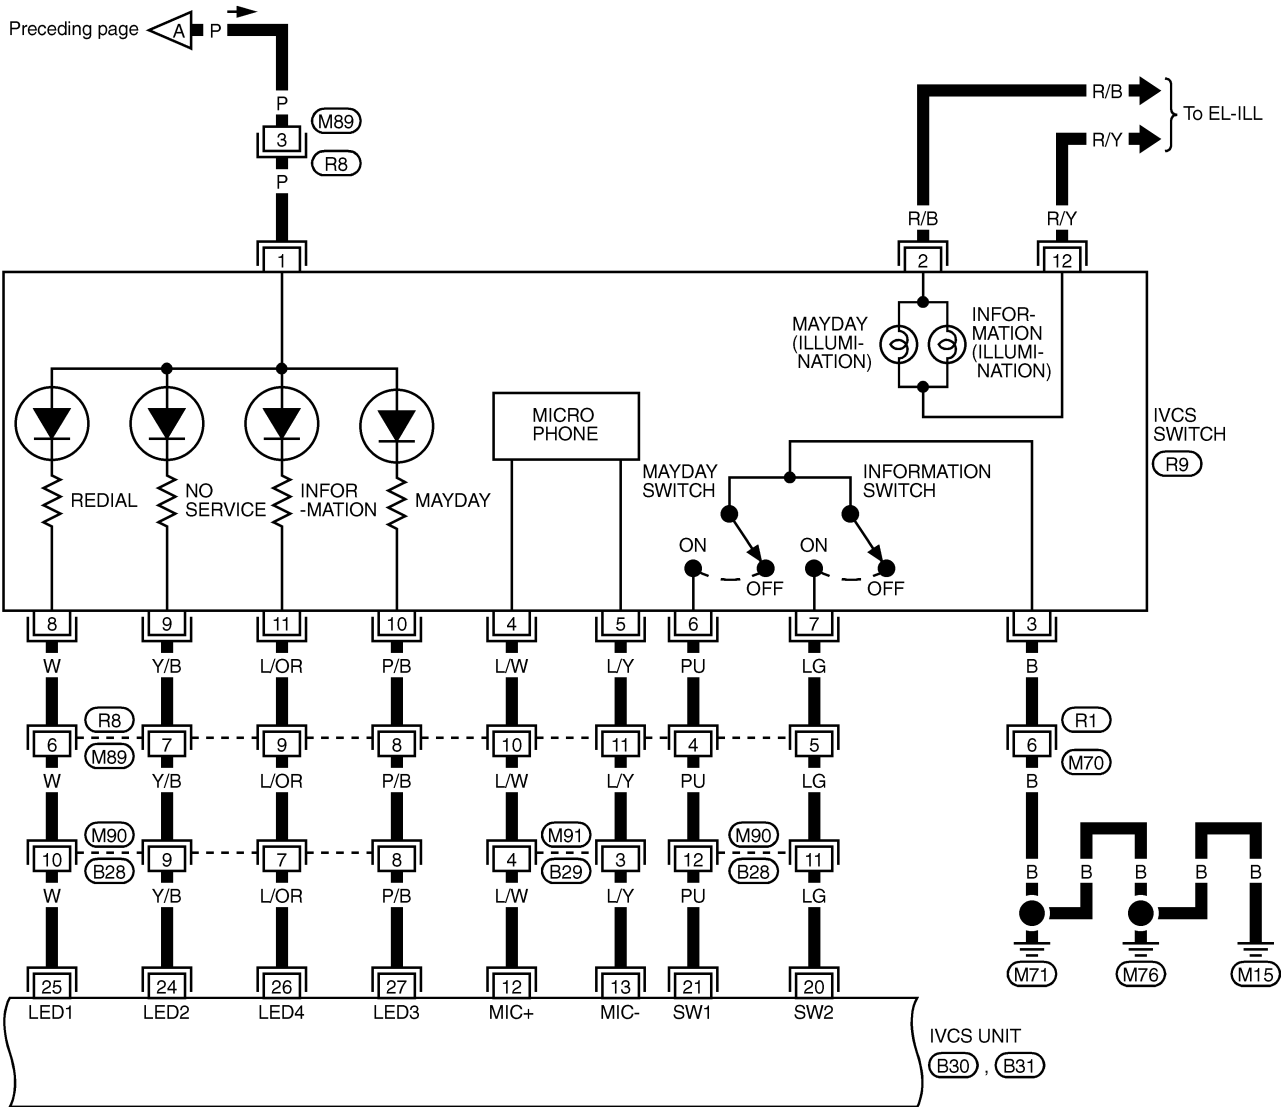 Preceding page A P
P
3 M89
R8
P
1
R/B
R/Y
To EL-ILL
R/B R/Y
2 12
MAYDAY
(ILLUMI-
NATION)
INFOR-
MATION
(ILLUMI-
NATION)
IVCS
SWITCH
R9
REDIAL
NO
SERVICE
INFOR
-MATION
MAYDAY
MICRO
PHONE
MAYDAY
SWITCH
INFORMATION
SWITCH
ON
OFF
ON
OFF
8 9 11 10 4 5 6 7 3
W Y/B L/OR P/B L/W L/Y PU LG B
R8 R1
6 7 9 8 10 11 4 5 6
M89 M70
W Y/B L/OR P/B L/W L/Y PU LG B
M90 M91 M90
10 9 7 8 4 3 12 11
B28 B29 B28
W Y/B L/OR P/B L/W L/Y PU LG
B B B B B
M71 M76 M15
25 24 26 27 12 13 21 20
LED1 LED2 LED4 LED3 MIC+ MIC- SW1 SW2
IVCS UNIT
B30 , B31